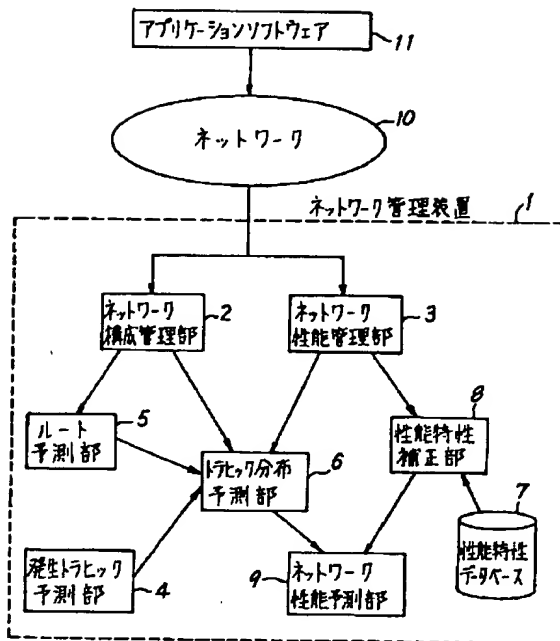 アプリケーションソフトウェア
11
10
ネットワーク
ネットワーク管理装置
1
ネットワーク
構成管理部
2
ネットワーク
性能管理部
3
ルート
予測部
5
トラヒック分布
予測部
6
性能特性
補正部
8
7
性能特性
データベース
発生トラヒック
予測部
4
9
ネットワーク
性能予測部